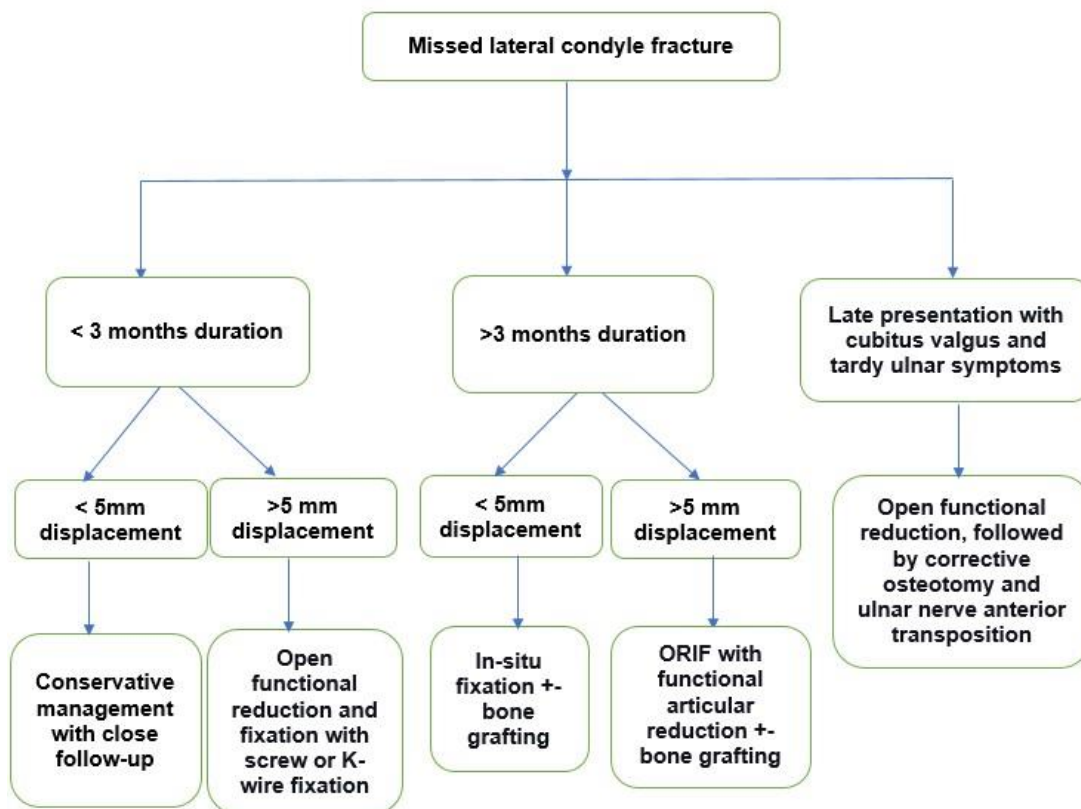 Missed lateral condyle fracture
< 3 months duration
>3 months duration
Late presentation with
cubitus valgus and
tardy ulnar symptoms
< 5mm
displacement
>5 mm
displacement
< 5mm
displacement
>5 mm
displacement
Open functional
reduction, followed
by corrective
osteotomy and
ulnar nerve anterior
transposition
Conservative
management
with close
follow-up
Open
functional
reduction and
fixation with
screw or K-
wire fixation
In-situ
fixation +-
bone
grafting
ORIF with
functional
articular
reduction +-
bone grafting